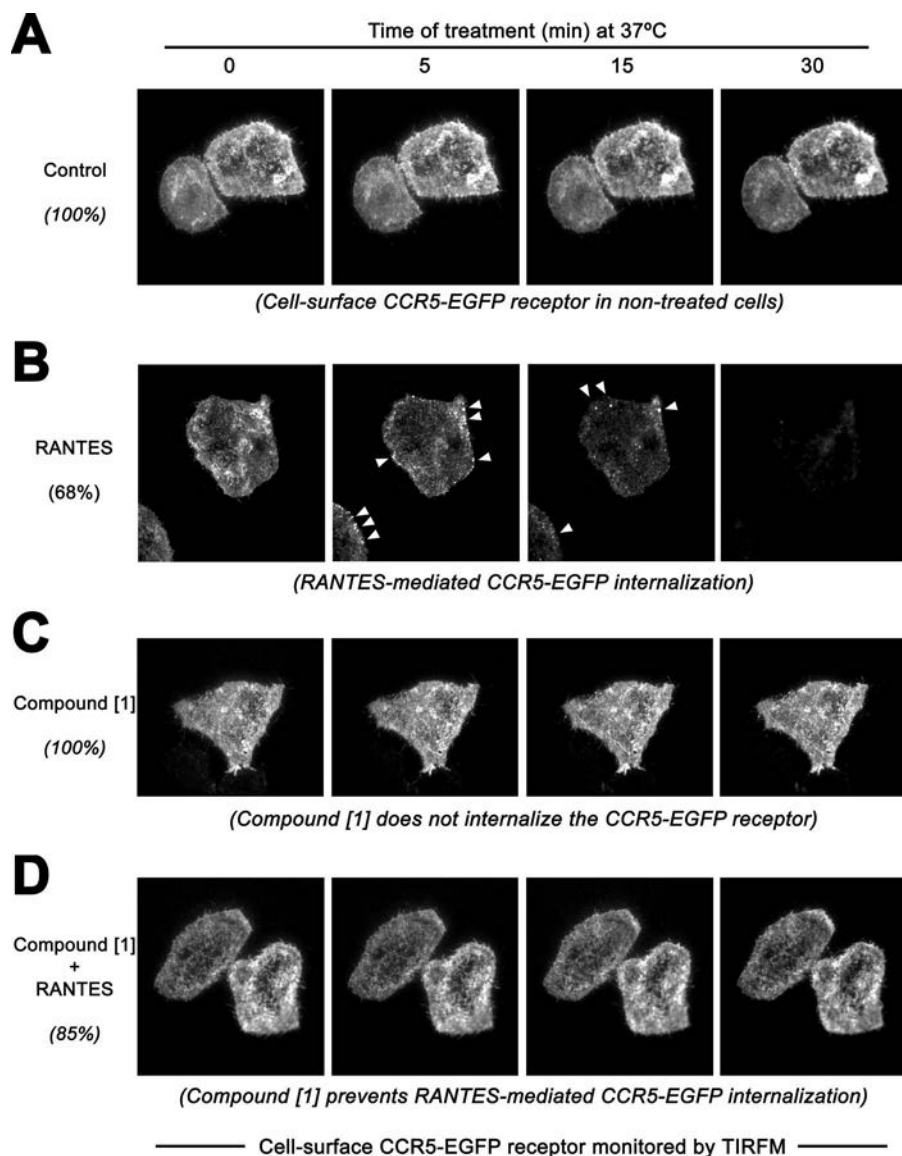 A
Time of treatment (min) at 37ºC
0 5 15 30
Control
(100%)
(Cell-surface CCR5-EGFP receptor in non-treated cells)
B
RANTES
(68%)
(RANTES-mediated CCR5-EGFP internalization)
C
Compound [1]
(100%)
(Compound [1] does not internalize the CCR5-EGFP receptor)
D
Compound [1]
+
RANTES
(85%)
(Compound [1] prevents RANTES-mediated CCR5-EGFP internalization)
Cell-surface CCR5-EGFP receptor monitored by TIRFM